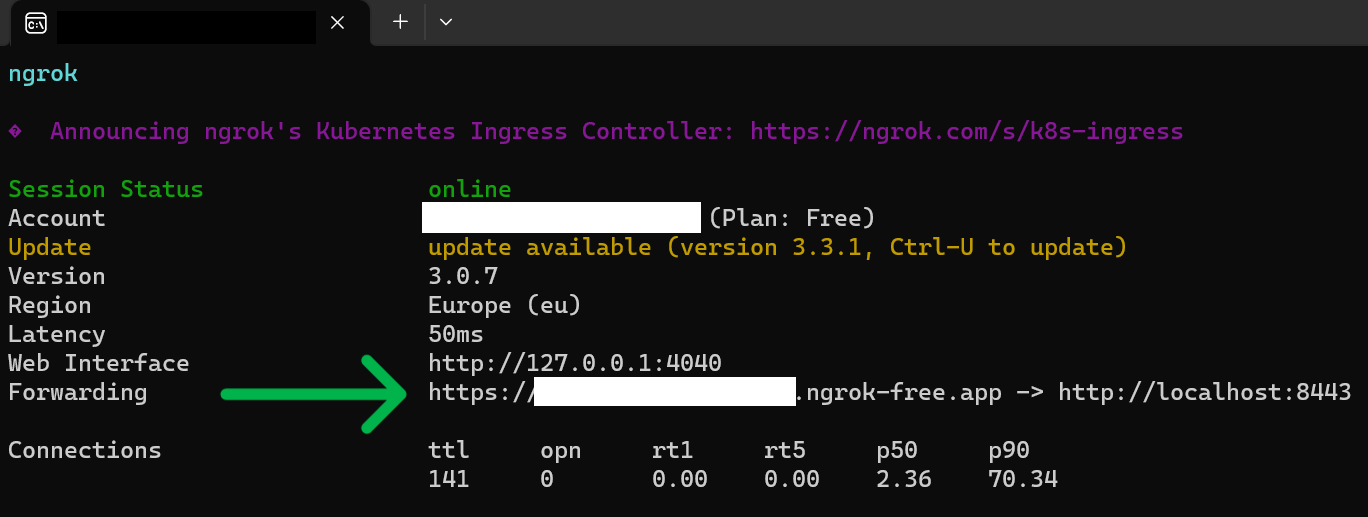 ngrok
� Announcing ngrok's Kubernetes Ingress Controller: https://ngrok.com/s/k8s-ingress
Session Status online
Account (Plan: Free)
Update update available (version 3.3.1, Ctrl-U to update)
Version 3.0.7
Region Europe (eu)
Latency 50ms
Web Interface http://127.0.0.1:4040
Forwarding https:// .ngrok-free.app -> http://localhost:8443
Connections ttl opn rt1 rt5 p50 p90
141 0 0.00 0.00 2.36 70.34